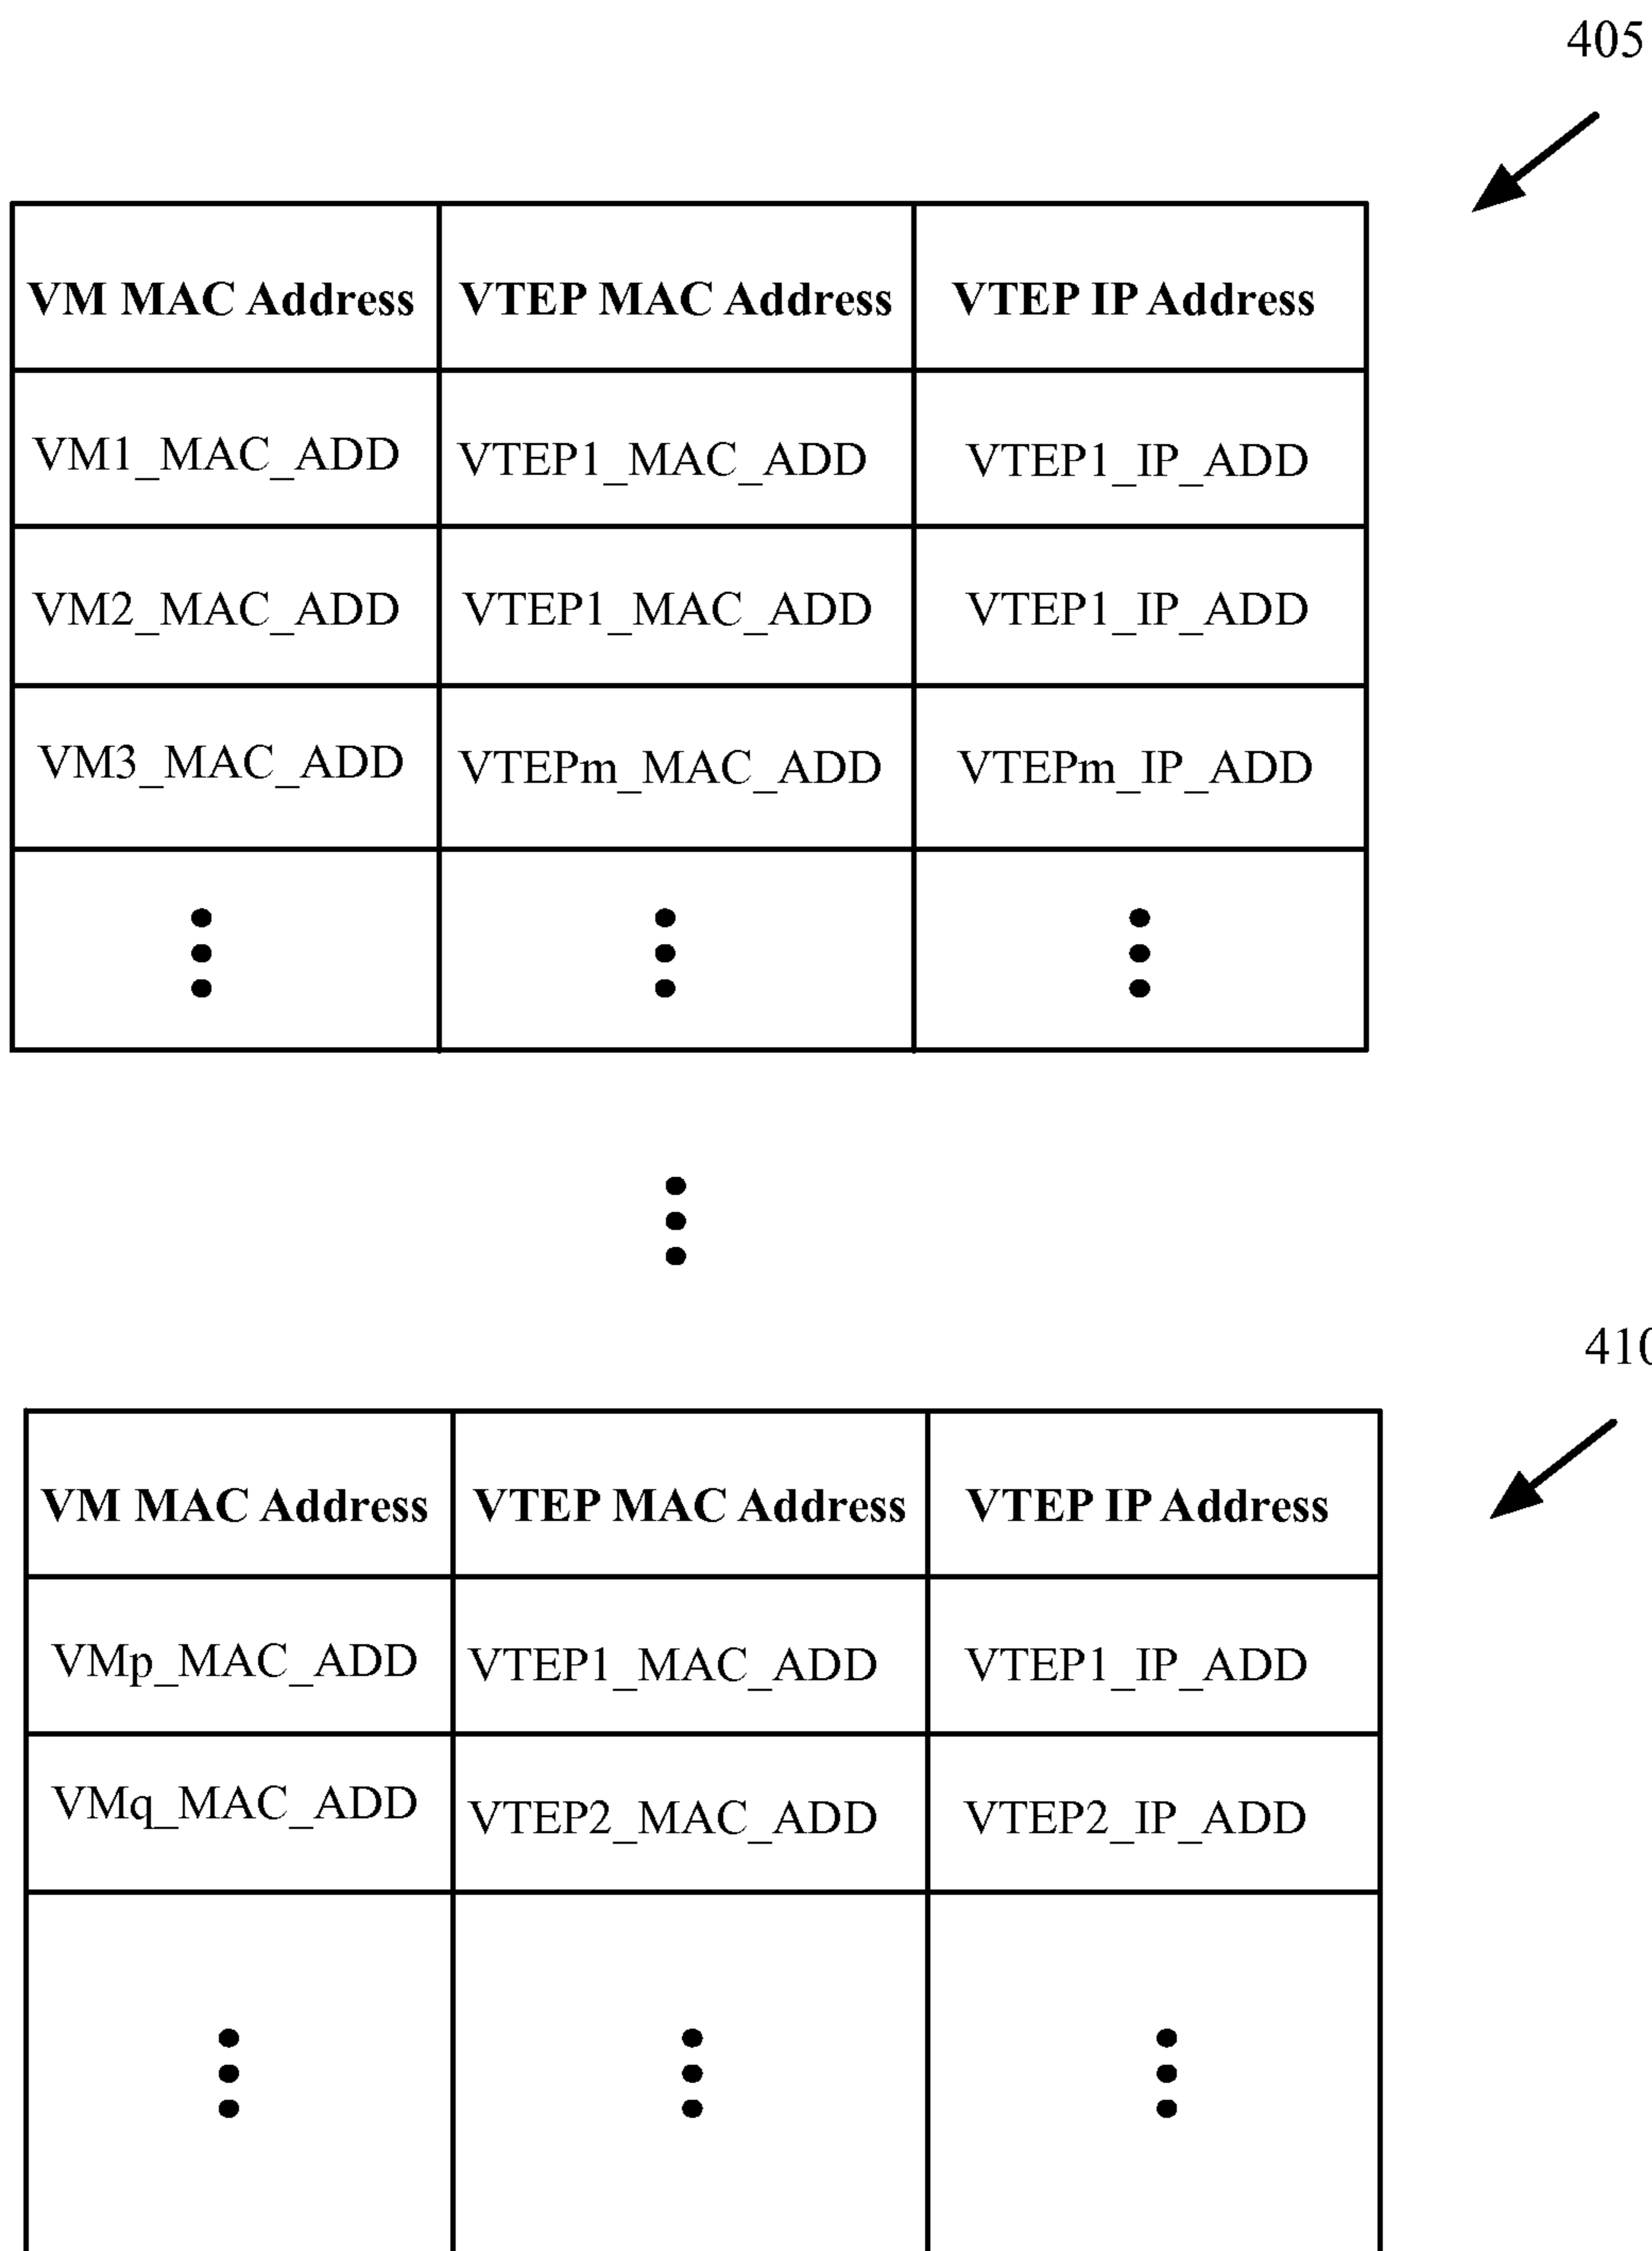 405
VM MAC Address VTEP MAC Address VTEP IP Address
VM1_MAC_ADD VTEP1_MAC_ADD VTEP1_IP_ADD
VM2_MAC_ADD VTEP1_MAC_ADD VTEP1_IP_ADD
VM3_MAC_ADD VTEPm_MAC_ADD VTEPm_IP_ADD
410
VM MAC Address VTEP MAC Address VTEP IP Address
VMp_MAC_ADD VTEP1_MAC_ADD VTEP1_IP_ADD
VMq_MAC_ADD VTEP2_MAC_ADD VTEP2_IP_ADD